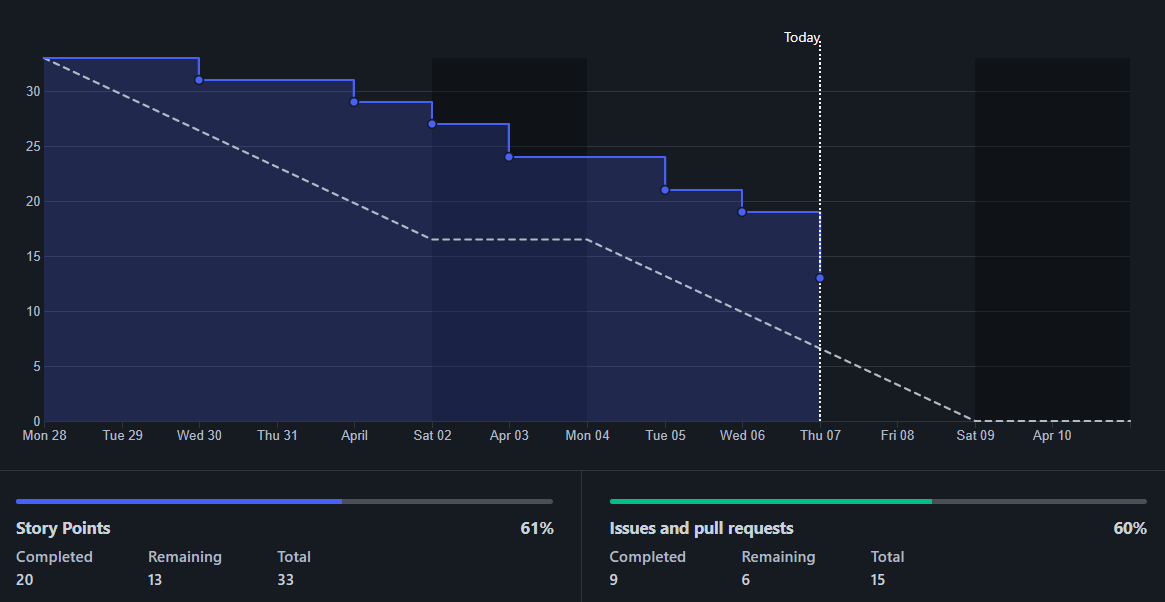 Today
30
25
20
15
10
5
0
Mon 28 Tue 29 Wed 30 Thu 31 April Sat 02 Apr 03 Mon 04 Tue 05 Wed 06 Thu 07 Fri 08 Sat 09 Apr 10
Story Points 61%
Completed Remaining Total
20 13 33
Issues and pull requests 60%
Completed Remaining Total
9 6 15